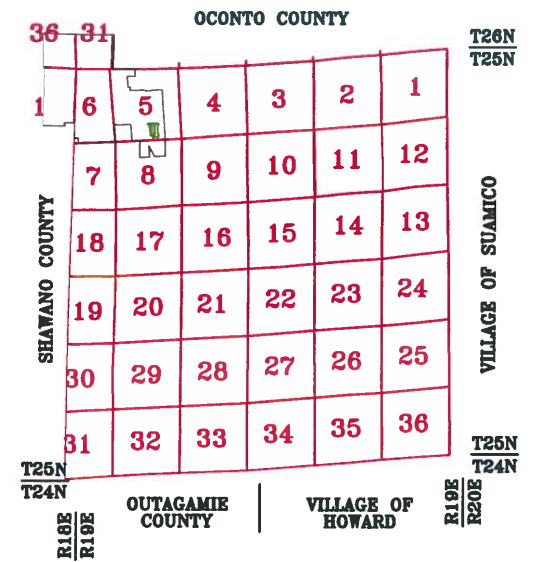 OCONTO COUNTY
36 31
T26N
T25N
1 6 5 4 3 2 1
7 8 9 10 11 12
18 17 16 15 14 13
19 20 21 22 23 24
30 29 28 27 26 25
31 32 33 34 35 36
SHAWANO COUNTY
VILLAGE OF SUAMICO
T25N
T24N
T25N
T24N
OUTAGAMIE
COUNTY
VILLAGE OF
HOWARD
R18E
R19E
R19E
R20E